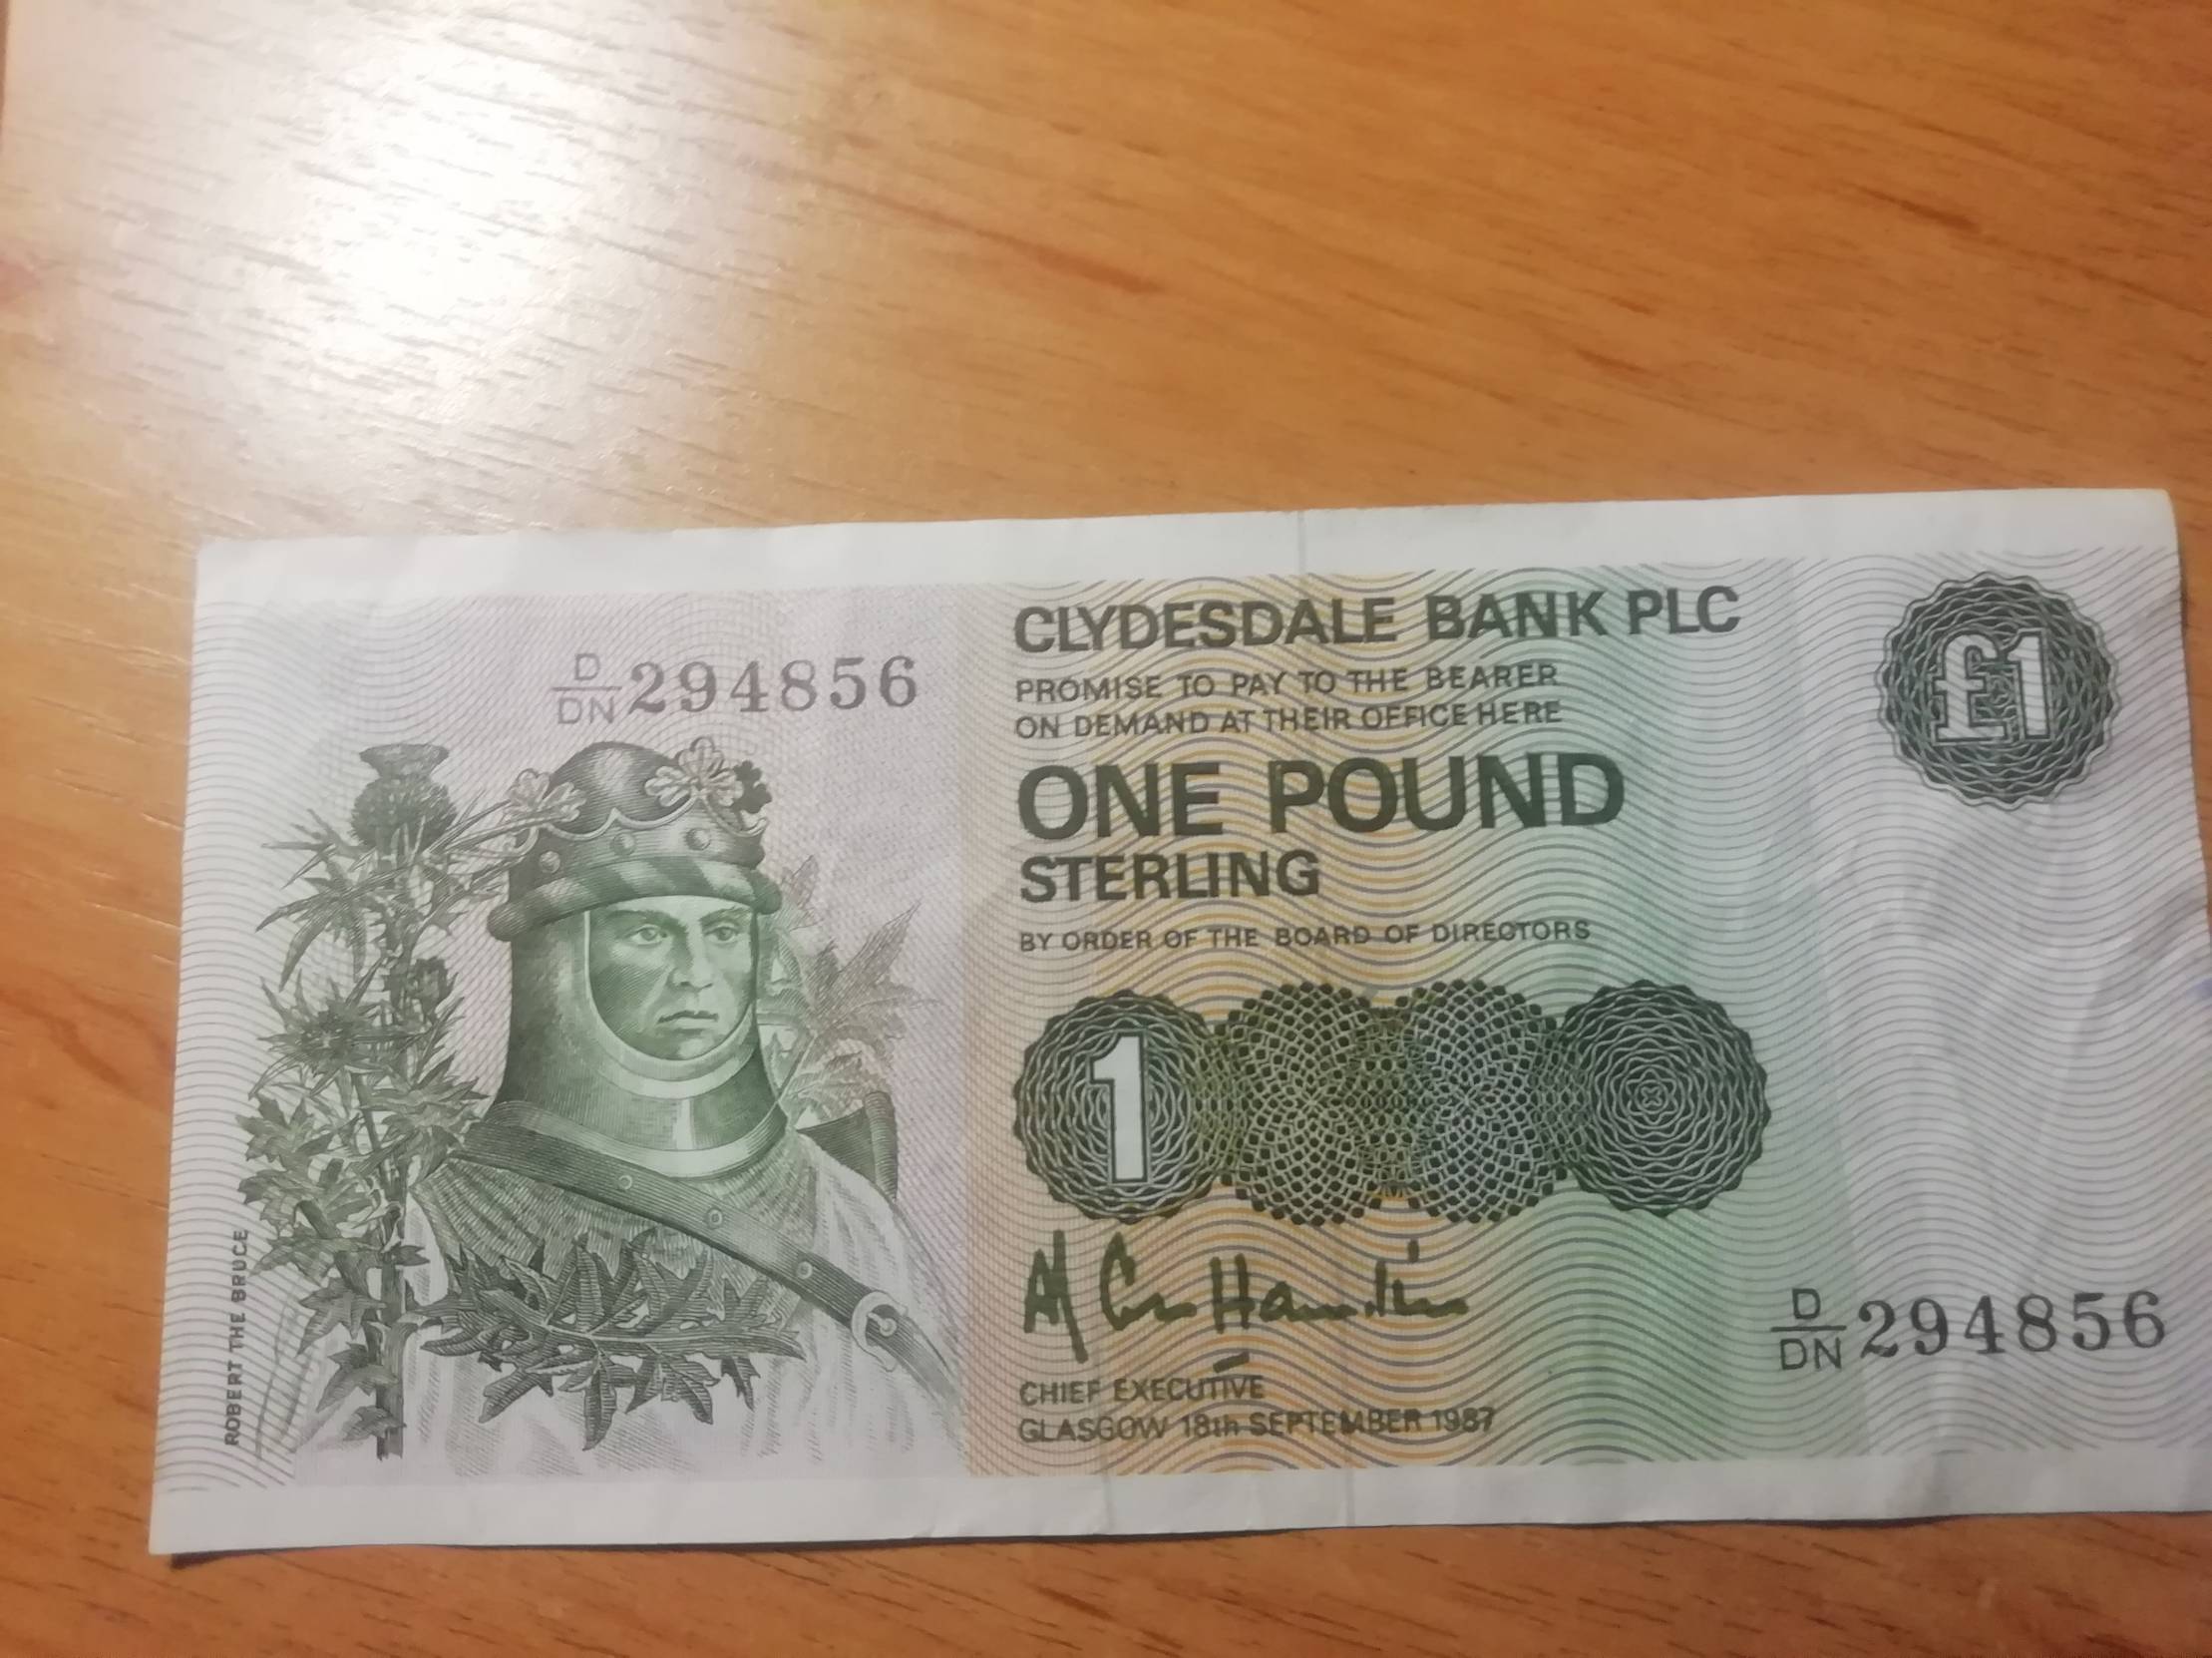 D
DN 294856
CLYDESDALE BANK PLC
PROMISE TO PAY TO THE BEARER
ON DEMAND AT THEIR OFFICE HERE
ONE POUND
STERLING
BY ORDER OF THE BOARD OF DIRECTORS
£1
1
CHIEF EXECUTIVE
GLASGOW 18th SEPTEMBER 1987
D
DN 294856
ROBERT THE BRUCE